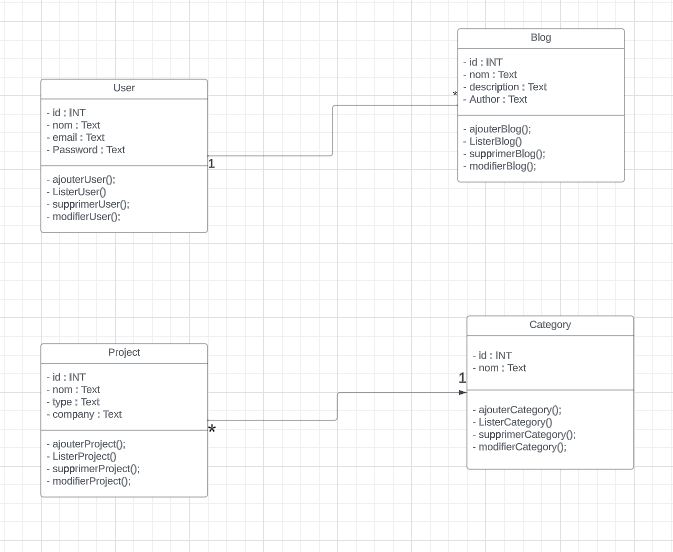 User
- id : INT
- nom : Text
- email : Text
- Password : Text
- ajouterUser();
- ListerUser()
- supprimerUser();
- modifierUser();
1
*
Blog
- id : INT
- nom : Text
- description : Text
- Author : Text
- ajouterBlog();
- ListerBlog()
- supprimerBlog();
- modifierBlog();
Project
- id : INT
- nom : Text
- type : Text
- company : Text
- ajouterProject();
- ListerProject()
- supprimerProject();
- modifierProject();
*
1
Category
- id : INT
- nom : Text
- ajouterCategory();
- ListerCategory()
- supprimerCategory();
- modifierCategory();